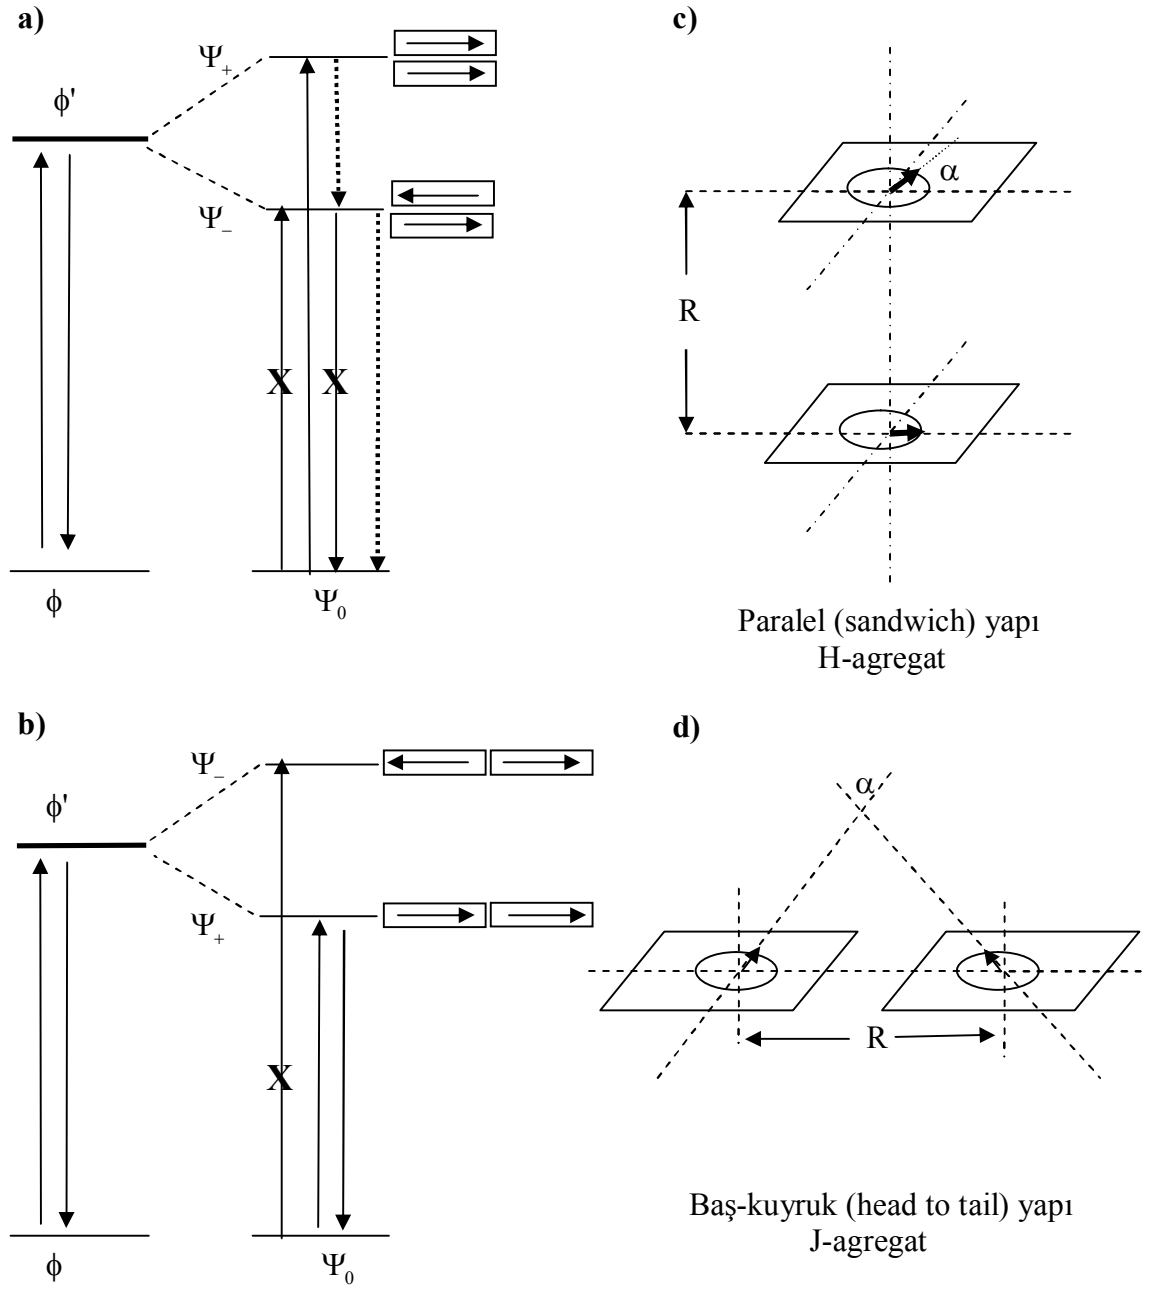 a)
Ψ+
ϕ'
Ψ−
X
X
ϕ
Ψ0
c)
α
R
Paralel (sandwich) yapı
H-agregat
b)
Ψ−
ϕ'
Ψ+
X
ϕ
Ψ0
d)
α
R
Baş-kuyruk (head to tail) yapı
J-agregat